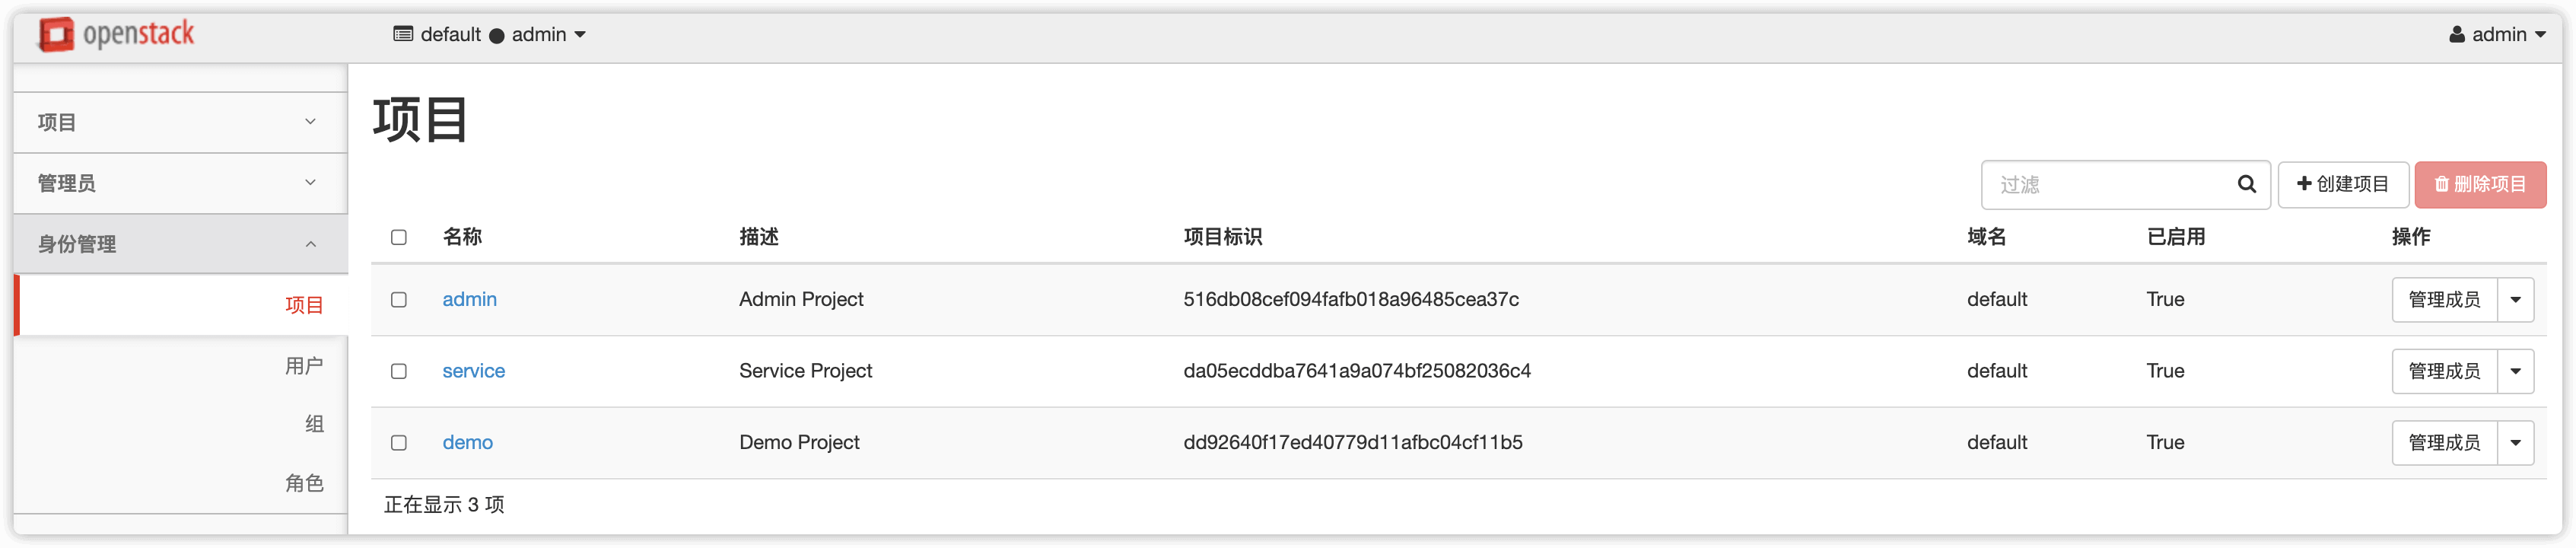 openstack
default ● admin
admin
项目
管理员
身份管理
项目
用户
组
角色
项目
过滤
创建项目
删除项目
名称 描述 项目标识 域名 已启用 操作
admin Admin Project 516db08cef094fafb018a96485cea37c default True 管理成员
service Service Project da05ecddba7641a9a074bf25082036c4 default True 管理成员
demo Demo Project dd92640f17ed40779d11afbc04cf11b5 default True 管理成员
正在显示 3 项